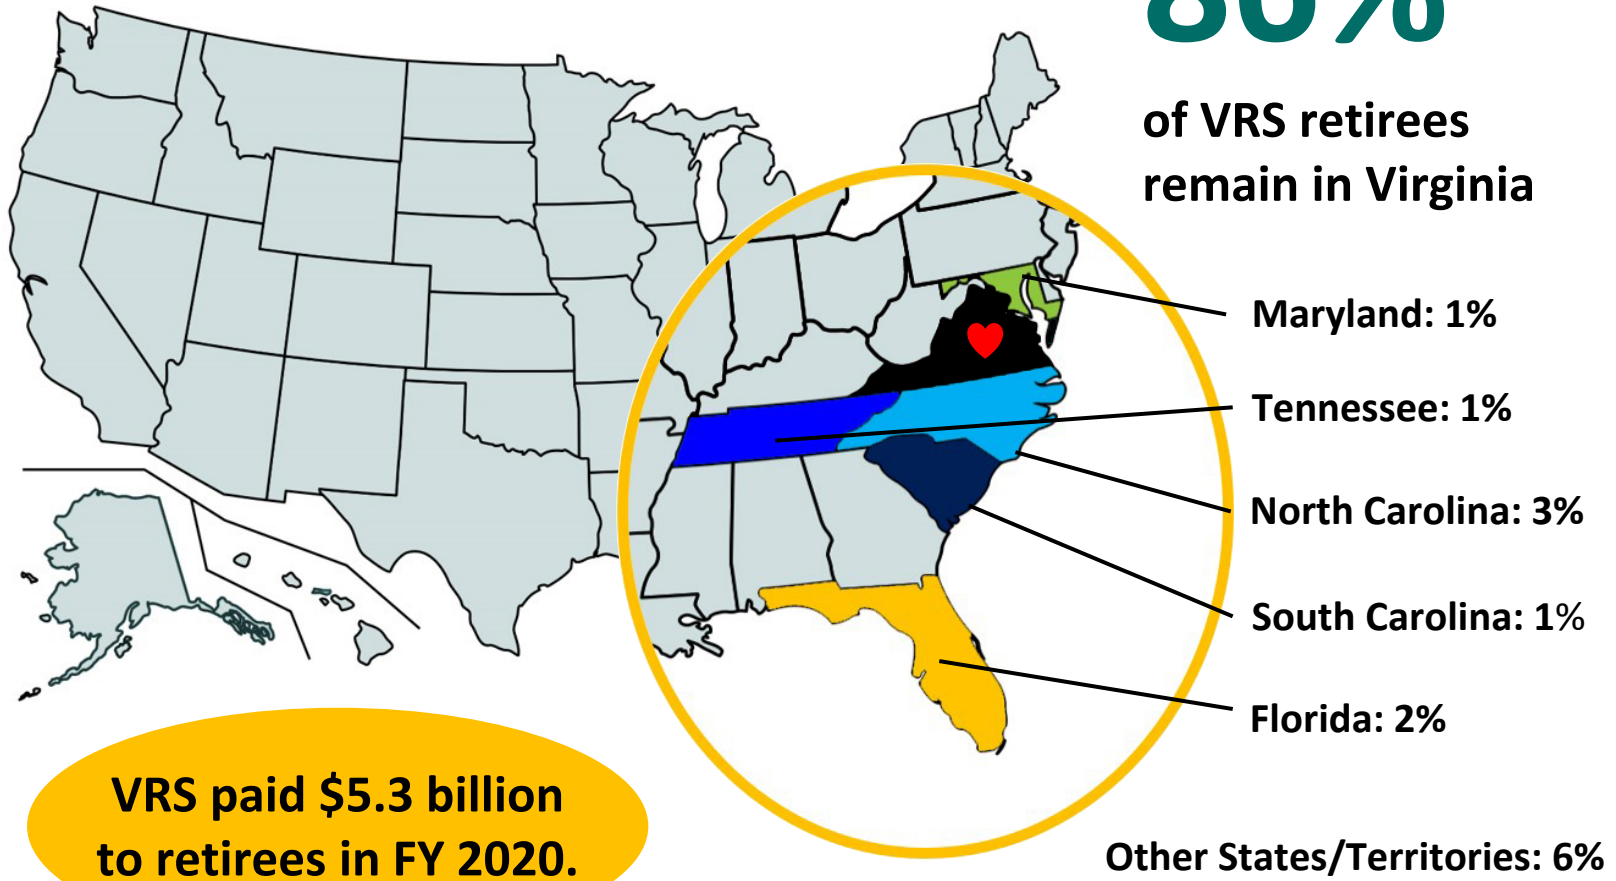 86%
of VRS retirees
remain in Virginia
Maryland: 1%
Tennessee: 1%
North Carolina: 3%
South Carolina: 1%
Florida: 2%
VRS paid $5.3 billion
to retirees in FY 2020.
Other States/Territories: 6%